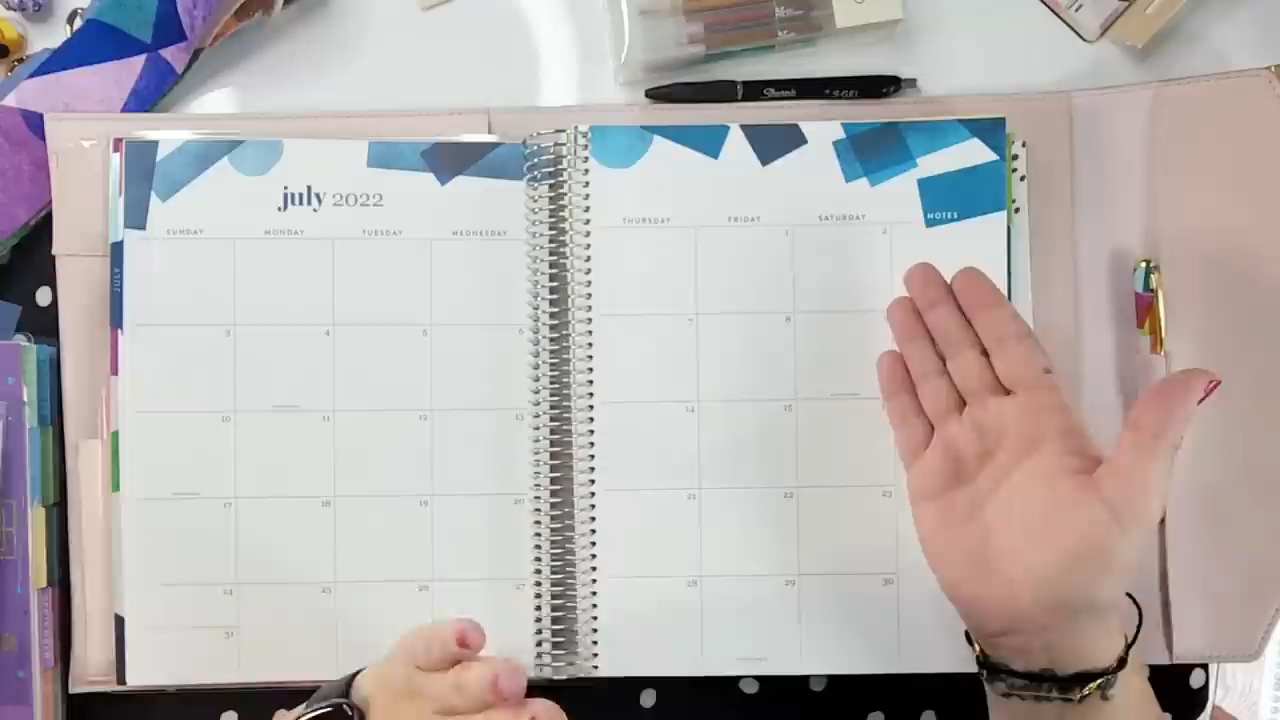 Sharpie S·GEL
july 2022
NOTES
SUNDAY MONDAY TUESDAY WEDNESDAY THURSDAY FRIDAY SATURDAY
1 2
JULY
3 4 5 6 7 8
10 11 12 13 14 15
17 18 19 20 21 22 23
24 25 26 27 28 29 30
31